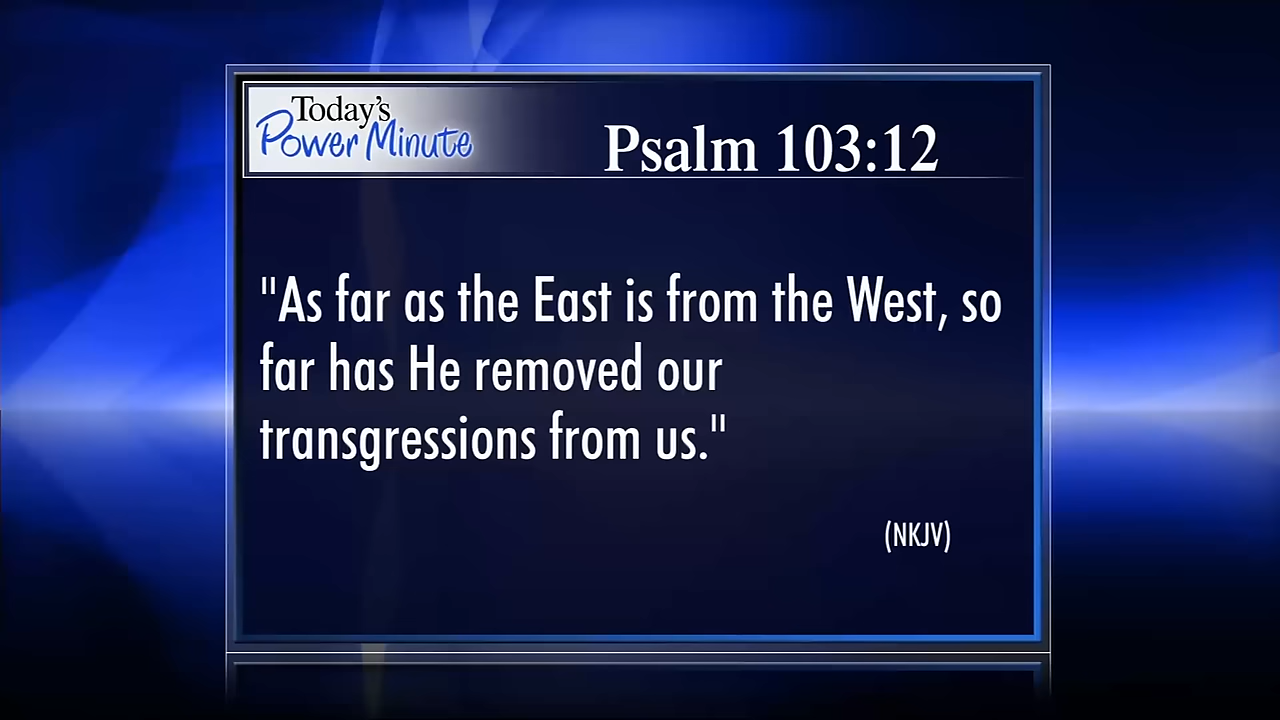 Today's
Power Minute
Psalm 103:12
"As far as the East is from the West, so
far has He removed our
transgressions from us."
(NKJV)